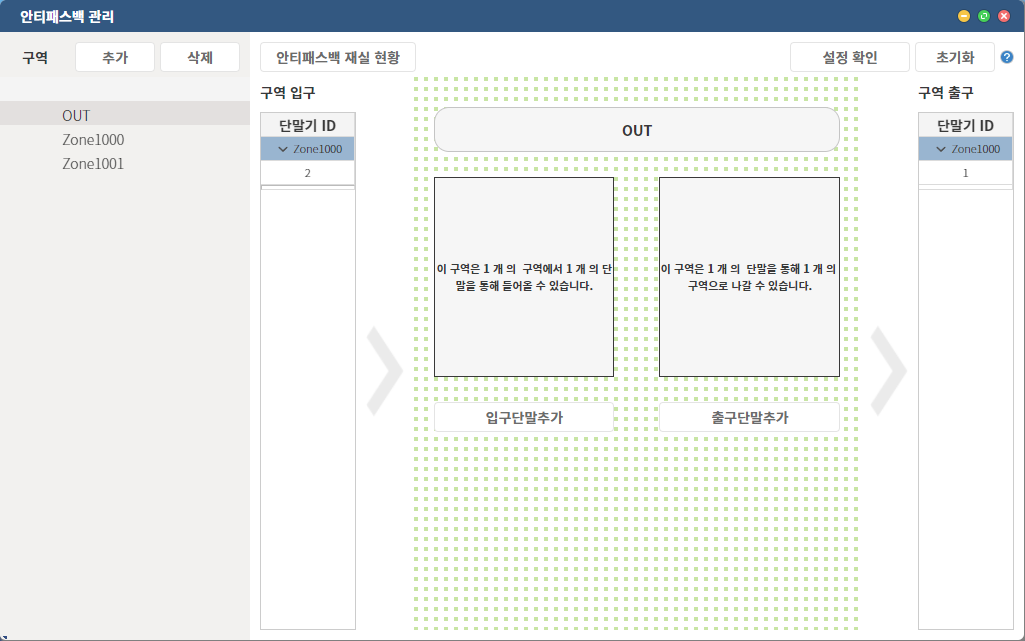 안티패스백 관리
구역
추가
삭제
안티패스백 재실 현황
설정 확인
초기화
?
OUT
Zone1000
Zone1001
구역 입구
단말기 ID
Zone1000
2
OUT
이 구역은 1 개 의 구역에서 1 개 의 단
말을 통해 들어올 수 있습니다.
이 구역은 1 개 의 단말을 통해 1 개 의
구역으로 나갈 수 있습니다.
입구단말추가
출구단말추가
구역 출구
단말기 ID
Zone1000
1